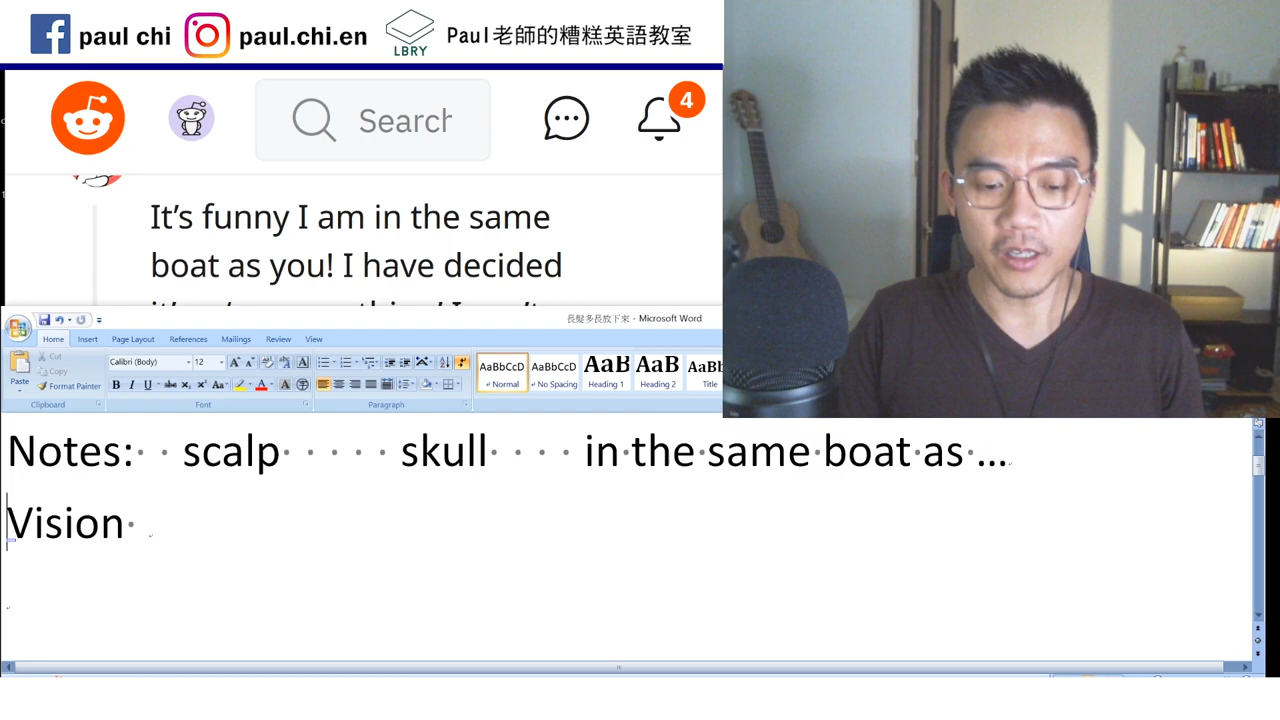 paul chi paul.chi.en LBRY Paul老師的糟糕英語教室
Search 4
It's funny I am in the same
boat as you! I have decided
長髮多長放下來 - Microsoft Word
Home Insert Page Layout References Mailings Review View
Paste Cut Copy Format Painter
Calibri (Body) 12
AaBbCcD AaBbCcD AaBbC AaBbC AaBb
Normal No Spacing Heading 1 Heading 2 Title
Clipboard Font Paragraph
Notes: scalp skull in the same boat as …
Vision